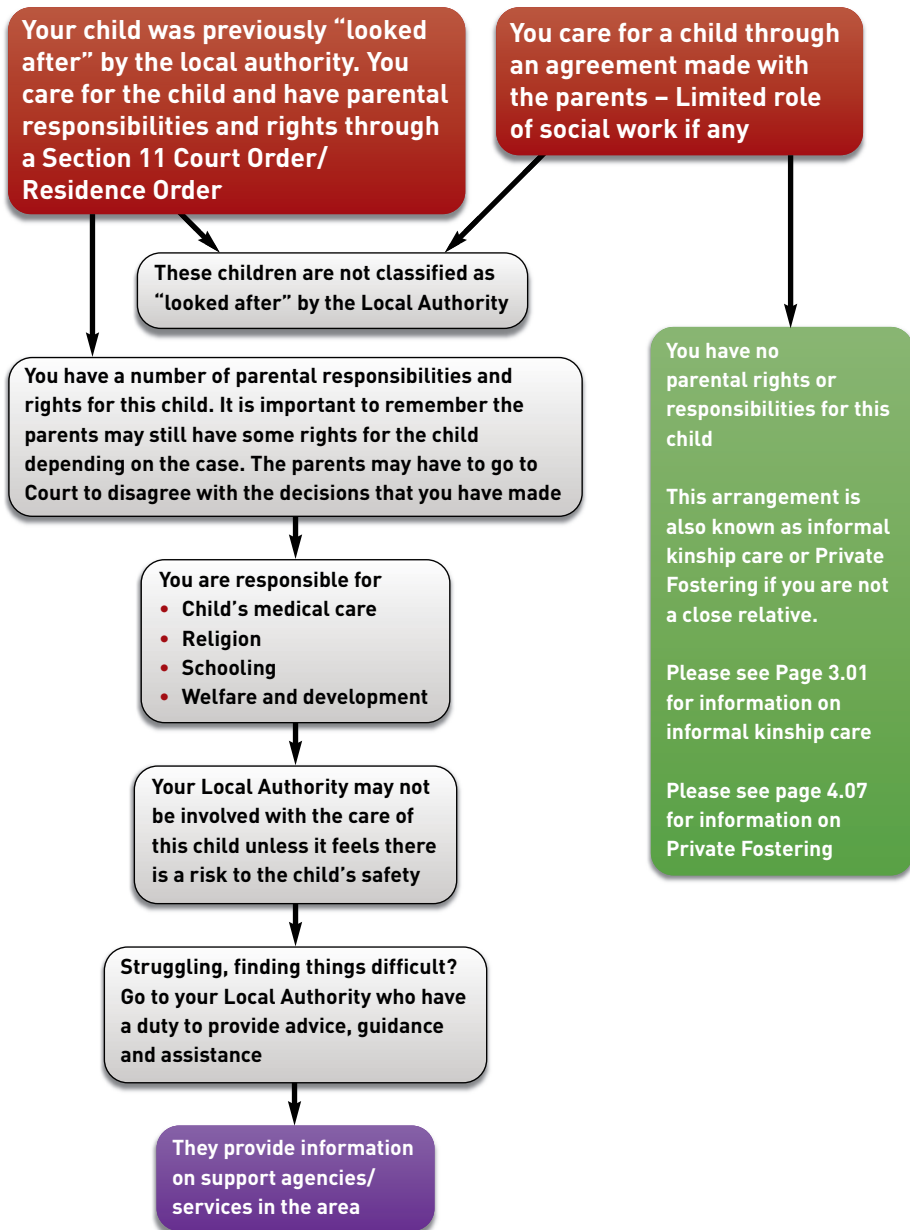 Your child was previously “looked
after” by the local authority. You
care for the child and have parental
responsibilities and rights through
a Section 11 Court Order/
Residence Order
You care for a child through
an agreement made with
the parents – Limited role
of social work if any
These children are not classified as
“looked after” by the Local Authority
You have a number of parental responsibilities and
rights for this child. It is important to remember the
parents may still have some rights for the child
depending on the case. The parents may have to go to
Court to disagree with the decisions that you have made
You are responsible for
• Child’s medical care
• Religion
• Schooling
• Welfare and development
Your Local Authority may not
be involved with the care of
this child unless it feels there
is a risk to the child’s safety
Struggling, finding things difficult?
Go to your Local Authority who have
a duty to provide advice, guidance
and assistance
They provide information
on support agencies/
services in the area
You have no
parental rights or
responsibilities for this
child
This arrangement is
also known as informal
kinship care or Private
Fostering if you are not
a close relative.
Please see Page 3.01
for information on
informal kinship care
Please see page 4.07
for information on
Private Fostering